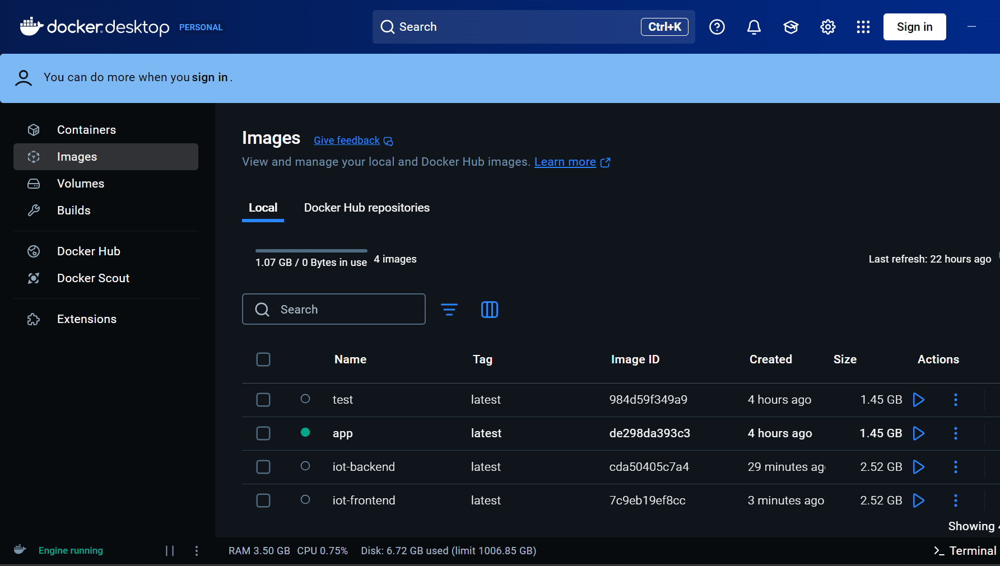 docker desktop PERSONAL
Search Ctrl+K
Sign in
You can do more when you sign in .
Containers
Images
Volumes
Builds
Docker Hub
Docker Scout
Extensions
Images Give feedback
View and manage your local and Docker Hub images. Learn more
Local Docker Hub repositories
1.07 GB / 0 Bytes in use 4 images
Last refresh: 22 hours ago
Search
Name Tag Image ID Created Size Actions
test latest 984d59f349a9 4 hours ago 1.45 GB
app latest de298da393c3 4 hours ago 1.45 GB
iot-backend latest cda50405c7a4 29 minutes ag 2.52 GB
iot-frontend latest 7c9eb19ef8cc 3 minutes ago 2.52 GB
Showing 4
Engine running RAM 3.50 GB CPU 0.75% Disk: 6.72 GB used (limit 1006.85 GB) >_ Terminal